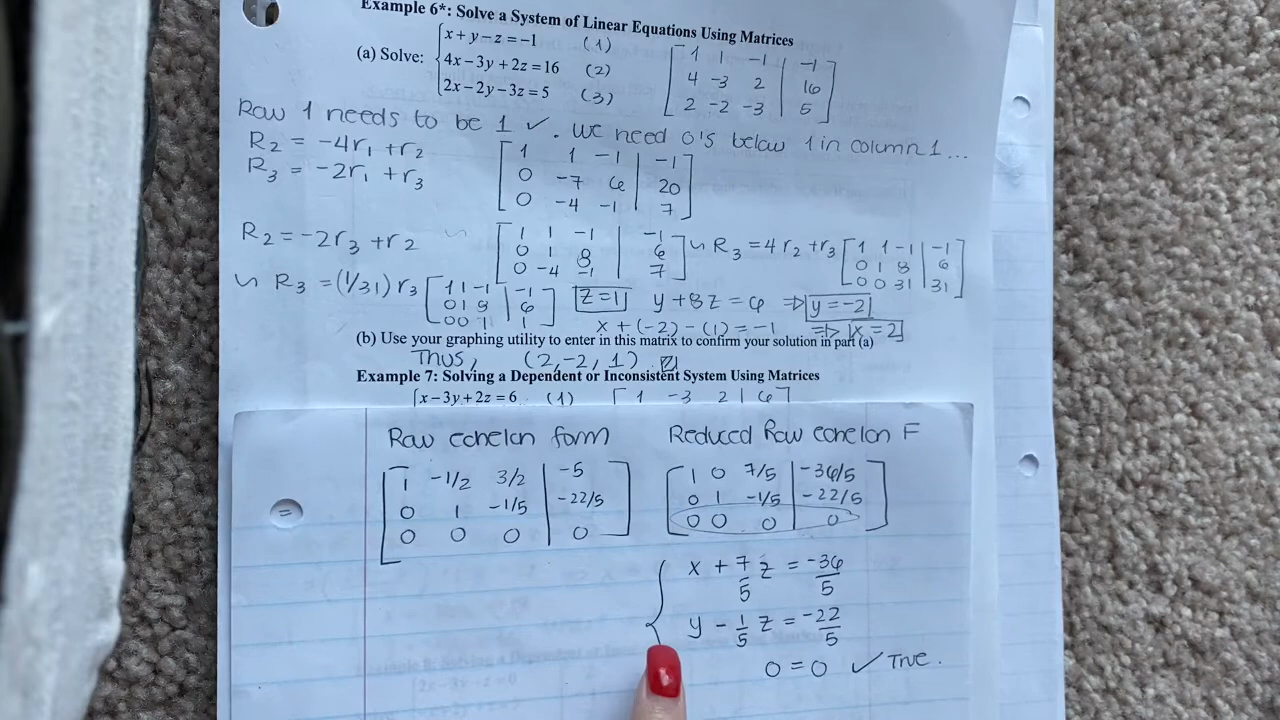 Example 6*: Solve a System of Linear Equations Using Matrices
(a) Solve:
x + y − z = −1 (1)
4x − 3y + 2z = 16 (2)
2x − 2y − 3z = 5 (3)
1 1 -1 | -1
4 -3 2 | 16
2 -2 -3 | 5
Row 1 needs to be 1 ✓. We need 0's below 1 in column 1...
R2 = -4r1 + r2
R3 = -2r1 + r3
1 1 -1 | -1
0 -7 6 | 20
0 -4 -1 | 7
R2 = -2r3 + r2
1 1 -1 | -1
0 1 8 | 6
0 -4 -1 | 7
~ R3 = 4r2 + r3
1 1 -1 | -1
0 1 8 | 6
0 0 31 | 31
~ R3 = (1/31) r3
1 1 -1 | -1
0 1 8 | 6
0 0 1 | 1
z = 1 y + 8z = 6 ⇒ y = -2
x + (-2) - (1) = -1 ⇒ x = 2
(b) Use your graphing utility to enter in this matrix to confirm your solution in part (a)
Thus, (2, -2, 1).
Example 7: Solving a Dependent or Inconsistent System Using Matrices
x − 3y + 2z = 6 (1) 1 -3 2 | 6
Row echelon form
1 -1/2 3/2 | -5
0 1 -1/5 | -22/5
0 0 0 | 0
Reduced Row echelon F
1 0 7/5 | -36/5
0 1 -1/5 | -22/5
0 0 0 | 0
x + 7/5 z = -36/5
y - 1/5 z = -22/5
0 = 0 ✓ True.